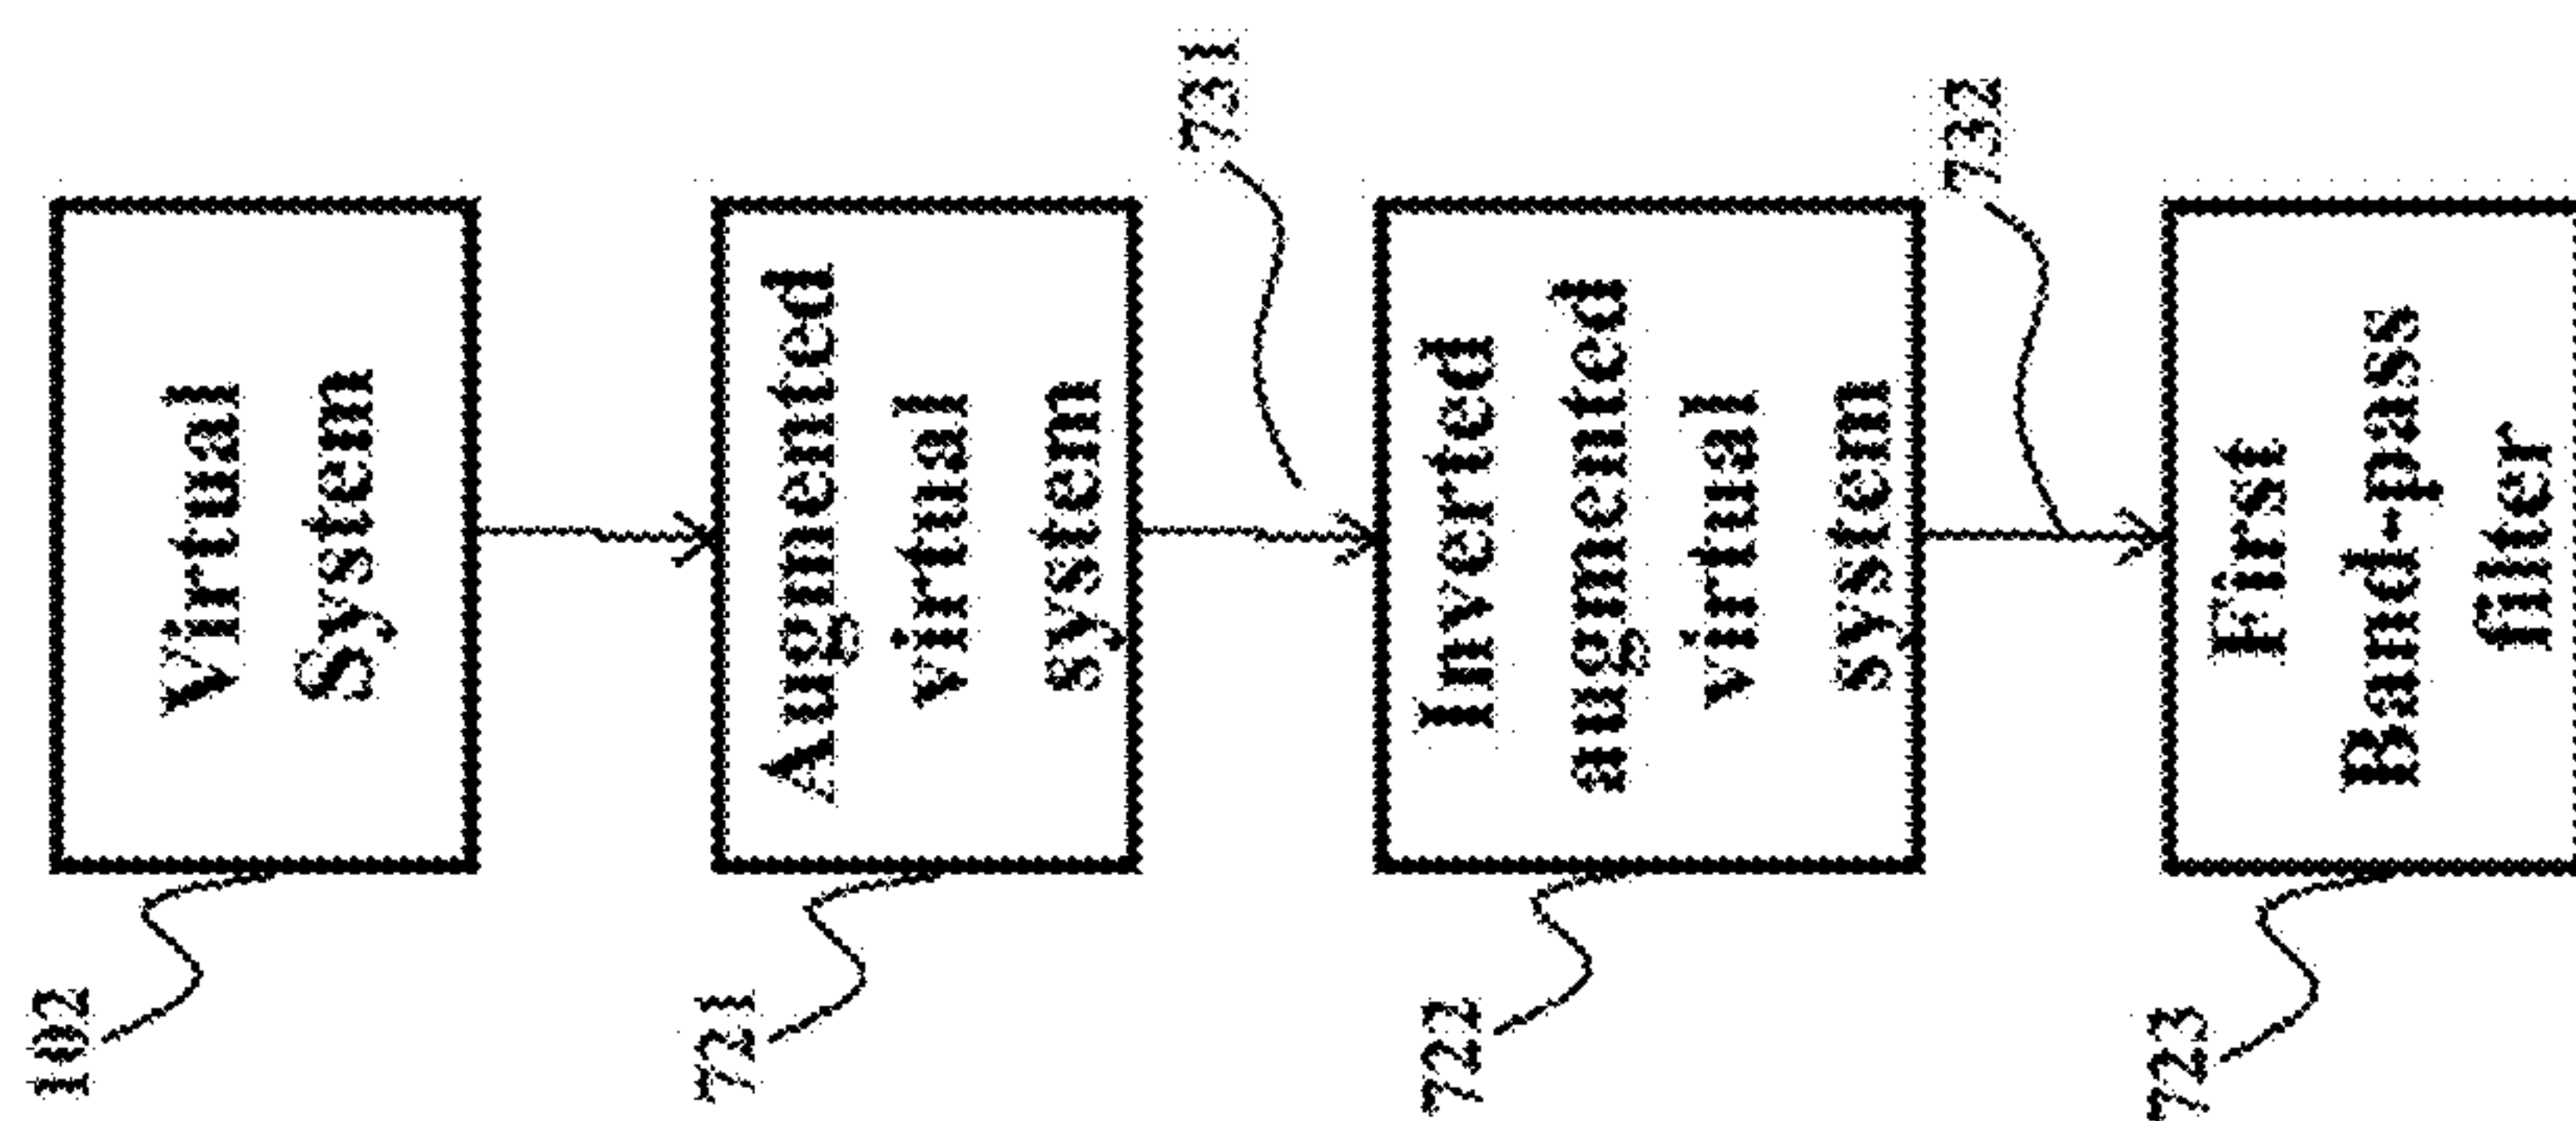 102
Virtual
System
721
Augmented
virtual
system
731
722
Inverted
augmented
virtual
system
732
723
First
Band-pass
filter